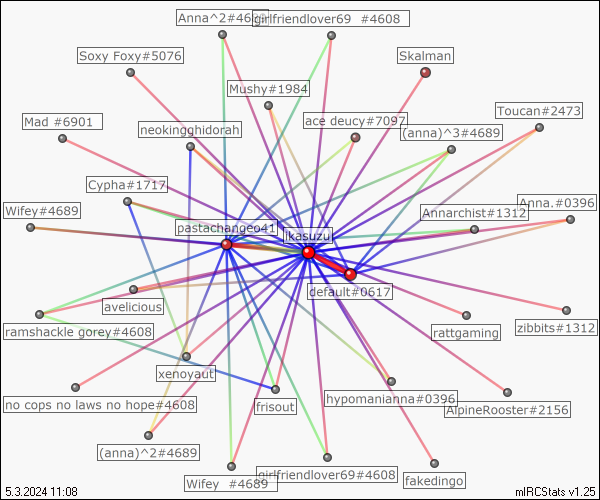 Anna^2#4689
girlfriendlover69 #4608
Soxy Foxy#5076
Skalman
Mushy#1984
Toucan#2473
Mad #6901
ace deucy#7097
neokingghidorah
(anna)^3#4689
Cypha#1717
Wifey#4689
Annarchist#1312
Anna.#0396
pastachangeo41
ikasuzu
default#0617
avelicious
ramshackle gorey#4608
rattgaming
zibbits#1312
xenoyaut
no cops no laws no hope#4608
frisout
hypomanianna#0396
AlpineRooster#2156
(anna)^2#4689
Wifey #4689
girlfriendlover69#4608
fakedingo
5.3.2024 11:08
mIRCStats v1.25